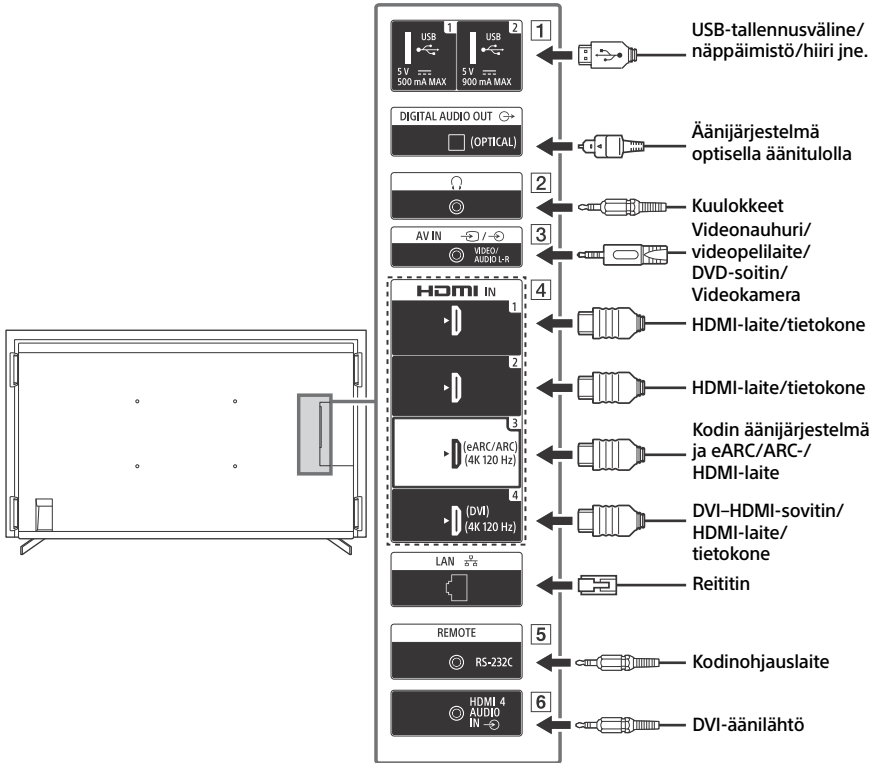 1
USB
5 V
500 mA MAX
2
USB
5 V
900 mA MAX
1
USB-tallennusväline/
näppäimistö/hiiri jne.
DIGITAL AUDIO OUT
(OPTICAL)
Äänijärjestelmä
optisella äänitulolla
2
Kuulokkeet
AV IN /
VIDEO/
AUDIO L-R
3
Videonauhuri/
videopelilaite/
DVD-soitin/
Videokamera
HDMI IN
4
1
HDMI-laite/tietokone
2
HDMI-laite/tietokone
3
(eARC/ARC)
(4K 120 Hz)
Kodin äänijärjestelmä
ja eARC/ARC-/
HDMI-laite
4
(DVI)
(4K 120 Hz)
DVI–HDMI-sovitin/
HDMI-laite/
tietokone
LAN
Reititin
REMOTE
RS-232C
5
Kodinohjauslaite
HDMI 4
AUDIO
IN
6
DVI-äänilähtö